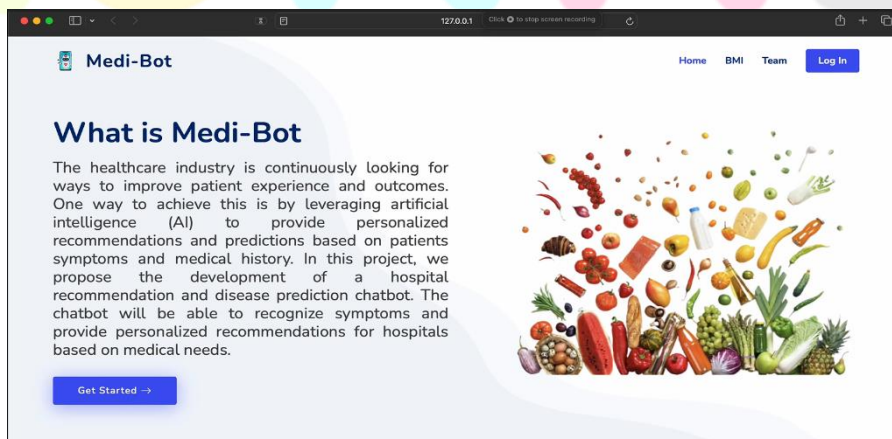 127.0.0.1
Click to stop screen recording
Medi-Bot
Home BMI Team Log In
What is Medi-Bot
The healthcare industry is continuously looking for
ways to improve patient experience and outcomes.
One way to achieve this is by leveraging artificial
intelligence (AI) to provide personalized
recommendations and predictions based on patients
symptoms and medical history. In this project, we
propose the development of a hospital
recommendation and disease prediction chatbot. The
chatbot will be able to recognize symptoms and
provide personalized recommendations for hospitals
based on medical needs.
Get Started →